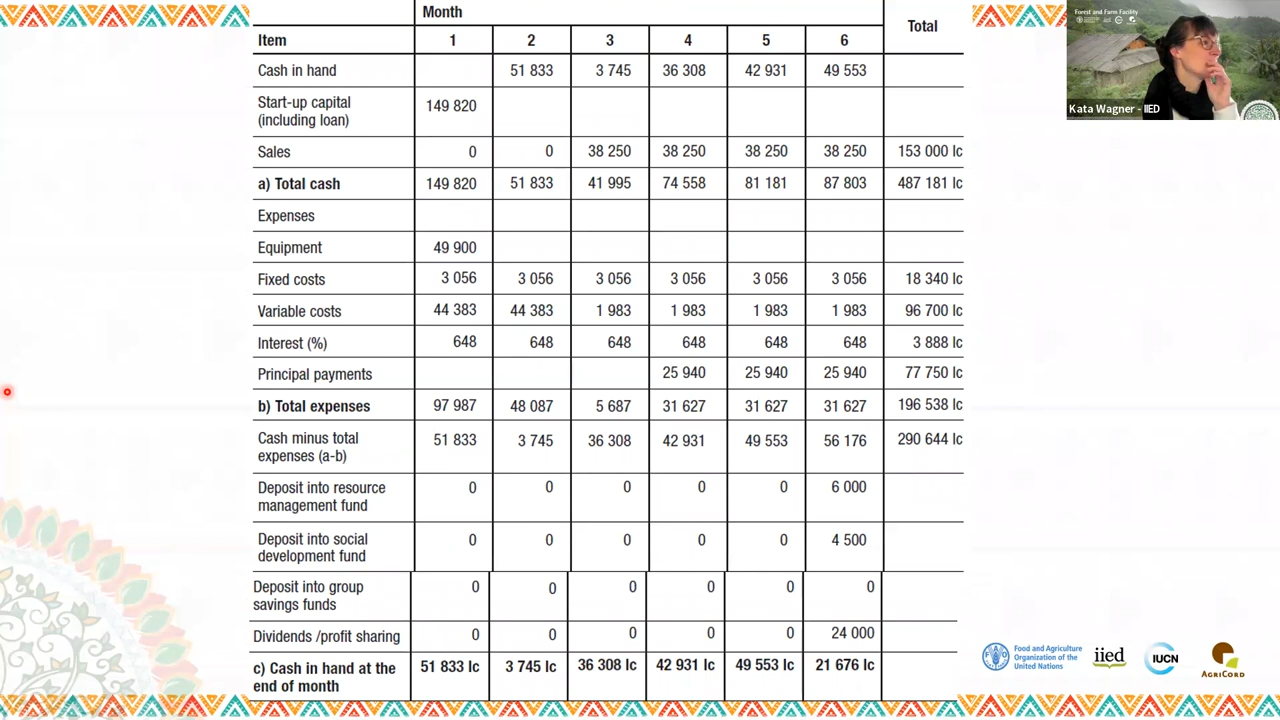 Month
Total
Item 1 2 3 4 5 6
Cash in hand 51 833 3 745 36 308 42 931 49 553
Start-up capital
(including loan) 149 820
Sales 0 0 38 250 38 250 38 250 38 250 153 000 lc
a) Total cash 149 820 51 833 41 995 74 558 81 181 87 803 487 181 lc
Expenses
Equipment 49 900
Fixed costs 3 056 3 056 3 056 3 056 3 056 3 056 18 340 lc
Variable costs 44 383 44 383 1 983 1 983 1 983 1 983 96 700 lc
Interest (%) 648 648 648 648 648 648 3 888 lc
Principal payments 25 940 25 940 25 940 77 750 lc
b) Total expenses 97 987 48 087 5 687 31 627 31 627 31 627 196 538 lc
Cash minus total
expenses (a-b) 51 833 3 745 36 308 42 931 49 553 56 176 290 644 lc
Deposit into resource
management fund 0 0 0 0 0 6 000
Deposit into social
development fund 0 0 0 0 0 4 500
Deposit into group
savings funds 0 0 0 0 0 0
Dividends /profit sharing 0 0 0 0 0 24 000
c) Cash in hand at the
end of month 51 833 lc 3 745 lc 36 308 lc 42 931 lc 49 553 lc 21 676 lc
Forest and Farm Facility
Kata Wagner - IIED
Food and Agriculture
Organization of the
United Nations
iied
IUCN
AGRICORD